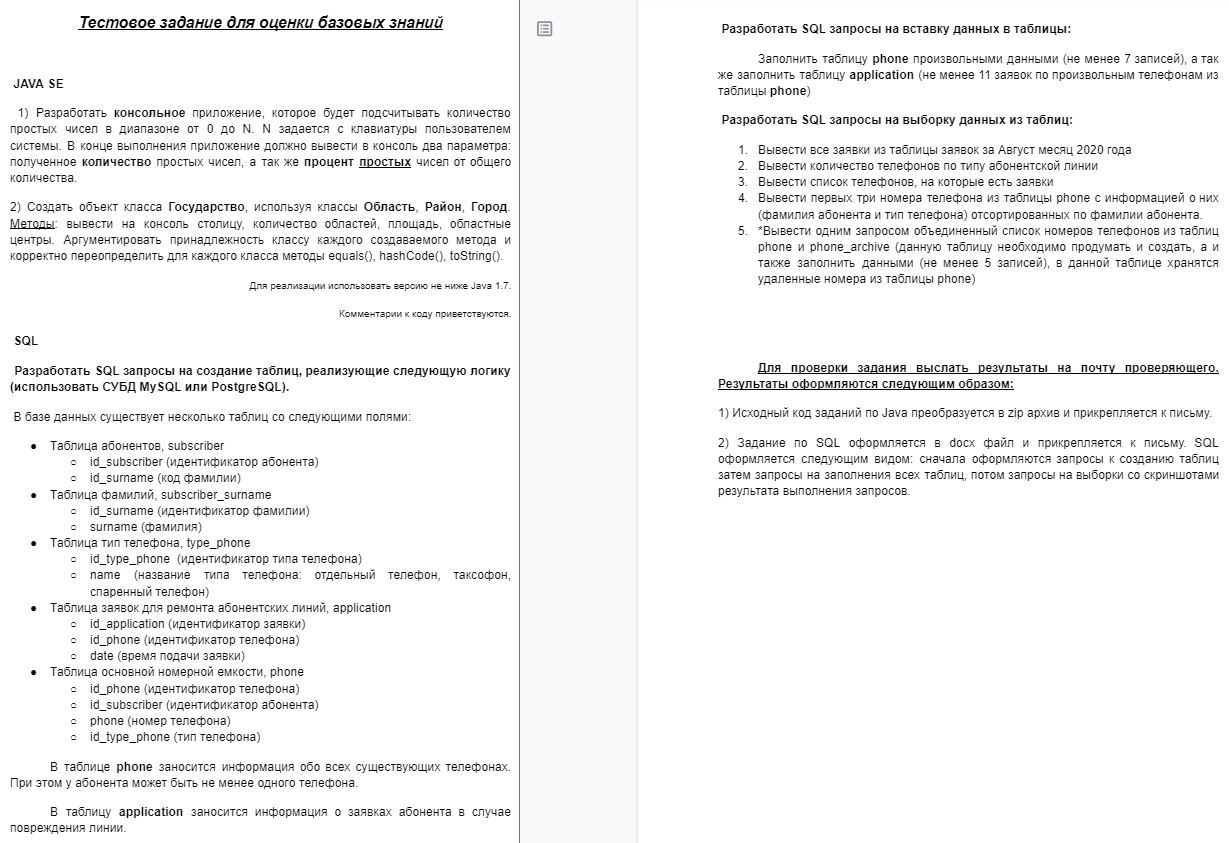 Тестовое задание для оценки базовых знаний
JAVA SE
1) Разработать консольное приложение, которое будет подсчитывать количество
простых чисел в диапазоне от 0 до N. N задается с клавиатуры пользователем
системы. В конце выполнения приложение должно вывести в консоль два параметра:
полученное количество простых чисел, а так же процент простых чисел от общего
количества.
2) Создать объект класса Государство, используя классы Область, Район, Город.
Методы: вывести на консоль столицу, количество областей, площадь, областные
центры. Аргументировать принадлежность классу каждого создаваемого метода и
корректно переопределить для каждого класса методы equals(), hashCode(), toString().
Для реализации использовать версию не ниже Java 1.7.
Комментарии к коду приветствуются.
SQL
Разработать SQL запросы на создание таблиц, реализующие следующую логику
(использовать СУБД MySQL или PostgreSQL).
В базе данных существует несколько таблиц со следующими полями:
● Таблица абонентов, subscriber
○ id_subscriber (идентификатор абонента)
○ id_surname (код фамилии)
● Таблица фамилий, subscriber_surname
○ id_surname (идентификатор фамилии)
○ surname (фамилия)
● Таблица тип телефона, type_phone
○ id_type_phone (идентификатор типа телефона)
○ name (название типа телефона: отдельный телефон, таксофон,
спаренный телефон)
● Таблица заявок для ремонта абонентских линий, application
○ id_application (идентификатор заявки)
○ id_phone (идентификатор телефона)
○ date (время подачи заявки)
● Таблица основной номерной емкости, phone
○ id_phone (идентификатор телефона)
○ id_subscriber (идентификатор абонента)
○ phone (номер телефона)
○ id_type_phone (тип телефона)
В таблице phone заносится информация обо всех существующих телефонах.
При этом у абонента может быть не менее одного телефона.
В таблицу application заносится информация о заявках абонента в случае
повреждения линии.
Разработать SQL запросы на вставку данных в таблицы:
Заполнить таблицу phone произвольными данными (не менее 7 записей), а так
же заполнить таблицу application (не менее 11 заявок по произвольным телефонам из
таблицы phone)
Разработать SQL запросы на выборку данных из таблиц:
1. Вывести все заявки из таблицы заявок за Август месяц 2020 года
2. Вывести количество телефонов по типу абонентской линии
3. Вывести список телефонов, на которые есть заявки
4. Вывести первых три номера телефона из таблицы phone с информацией о них
(фамилия абонента и тип телефона) отсортированных по фамилии абонента.
5. *Вывести одним запросом объединенный список номеров телефонов из таблиц
phone и phone_archive (данную таблицу необходимо продумать и создать, а и
также заполнить данными (не менее 5 записей), в данной таблице хранятся
удаленные номера из таблицы phone)
Для проверки задания выслать результаты на почту проверяющего.
Результаты оформляются следующим образом:
1) Исходный код заданий по Java преобразуется в zip архив и прикрепляется к письму.
2) Задание по SQL оформляется в docx файл и прикрепляется к письму. SQL
оформляется следующим видом: сначала оформляются запросы к созданию таблиц
затем запросы на заполнения всех таблиц, потом запросы на выборки со скриншотами
результата выполнения запросов.